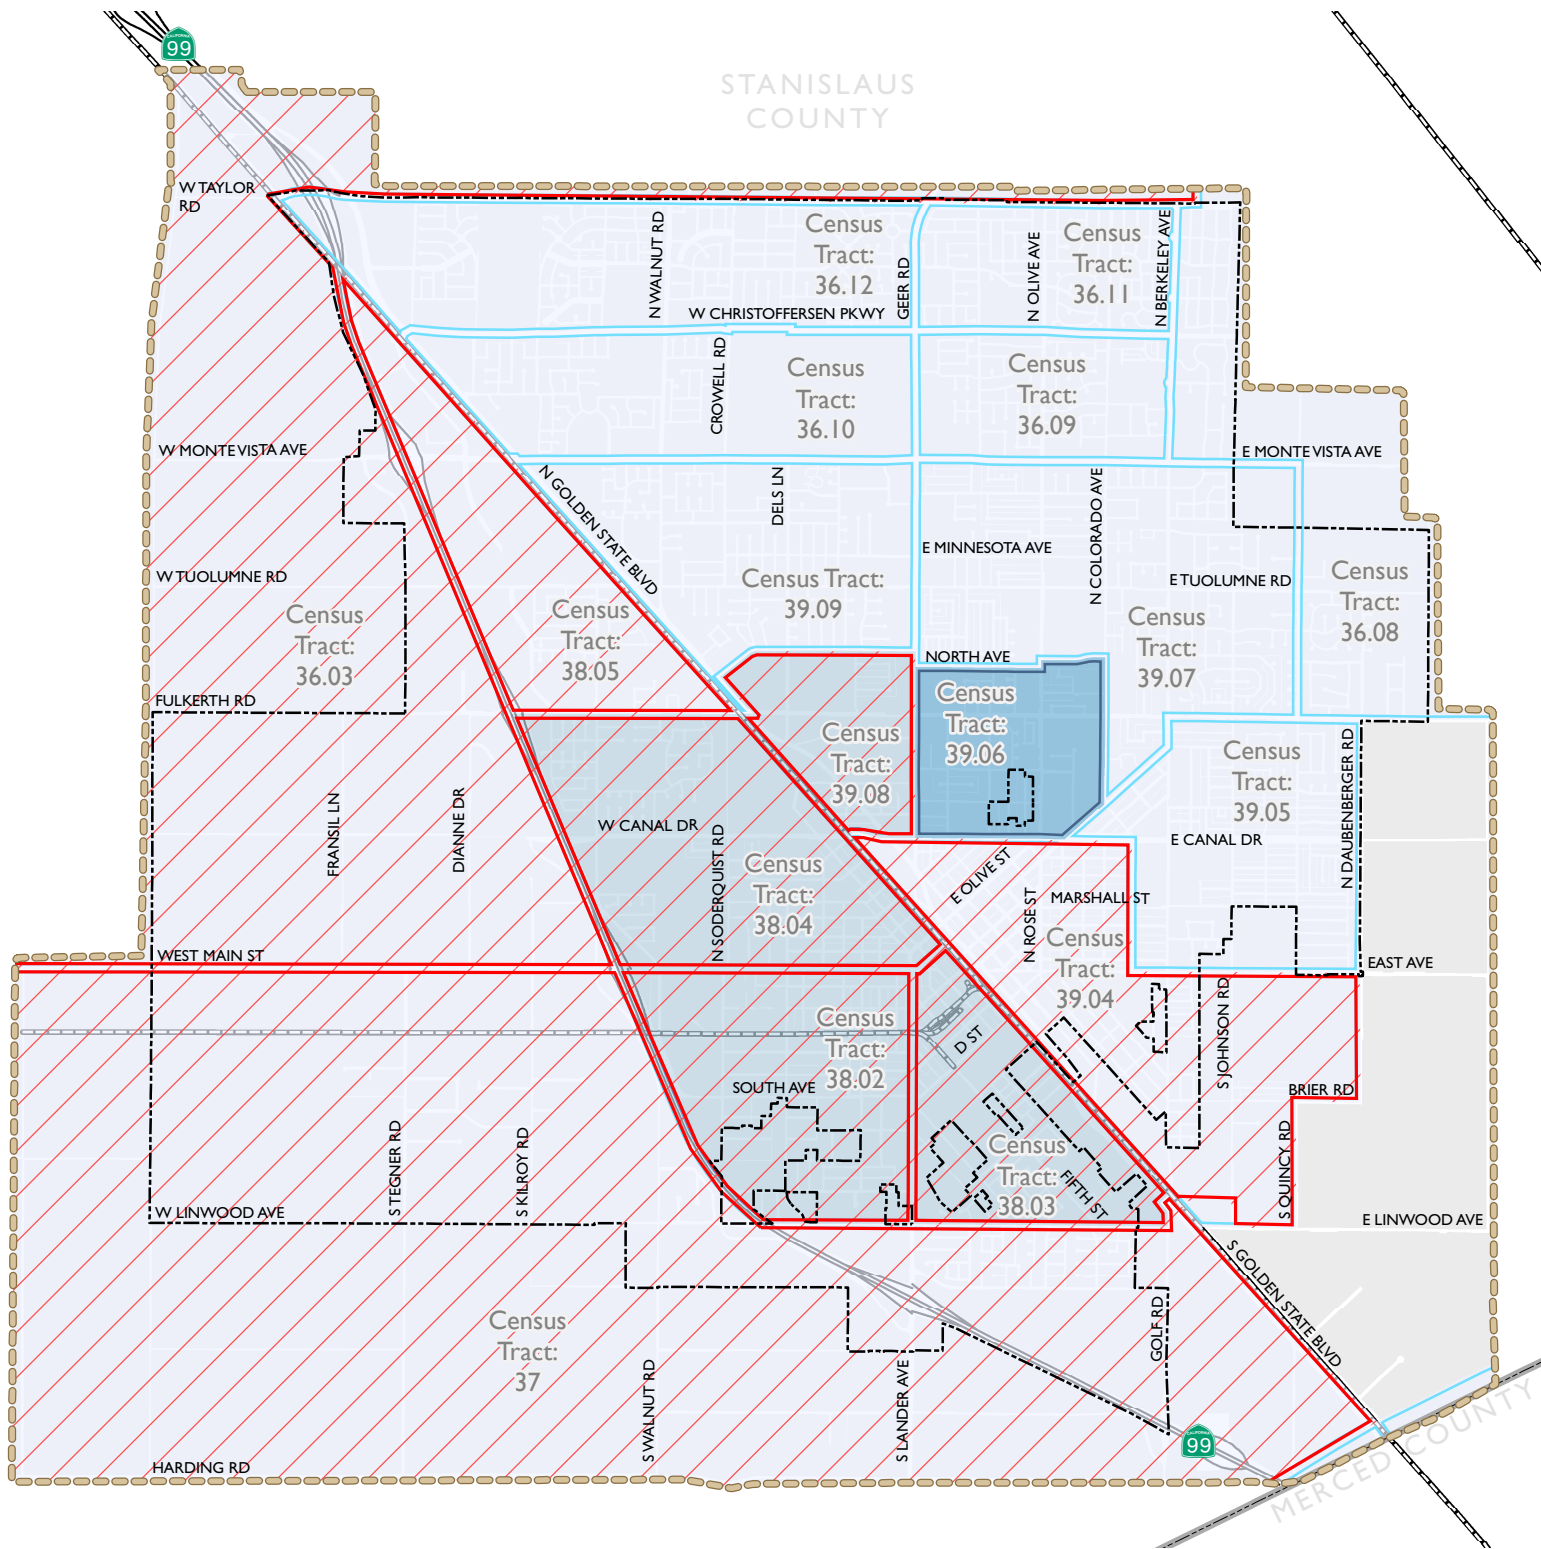 CALIFORNIA
99
STANISLAUS
COUNTY
W TAYLOR
RD
N WALNUT RD
Census
Tract:
36.12
GEER RD
N OLIVE AVE
Census
Tract:
36.11
N BERKELEY AVE
W CHRISTOFFERSEN PKWY
CROWELL RD
Census
Tract:
36.10
Census
Tract:
36.09
W MONTE VISTA AVE
E MONTE VISTA AVE
N GOLDEN STATE BLVD
DELS LN
N COLORADO AVE
E MINNESOTA AVE
W TUOLUMNE RD
Census Tract:
39.09
E TUOLUMNE RD
Census
Tract:
36.08
Census
Tract:
36.03
Census
Tract:
38.05
Census
Tract:
39.07
NORTH AVE
FULKERTH RD
Census
Tract:
39.06
Census
Tract:
39.08
Census
Tract:
39.05
N DAUBENBERGER RD
FRANSIL LN
DIANNE DR
W CANAL DR
N SODERQUIST RD
E CANAL DR
Census
Tract:
38.04
E OLIVE ST
N ROSE ST
MARSHALL ST
WEST MAIN ST
Census
Tract:
39.04
EAST AVE
S JOHNSON RD
Census
Tract:
38.02
D ST
SOUTH AVE
BRIER RD
S TEGNER RD
S KILROY RD
Census
Tract:
38.03
FIFTH ST
S QUINCY RD
W LINWOOD AVE
E LINWOOD AVE
S GOLDEN STATE BLVD
Census
Tract:
37
GOLF RD
S WALNUT RD
S LANDER AVE
CALIFORNIA
99
HARDING RD
MERCED COUNTY